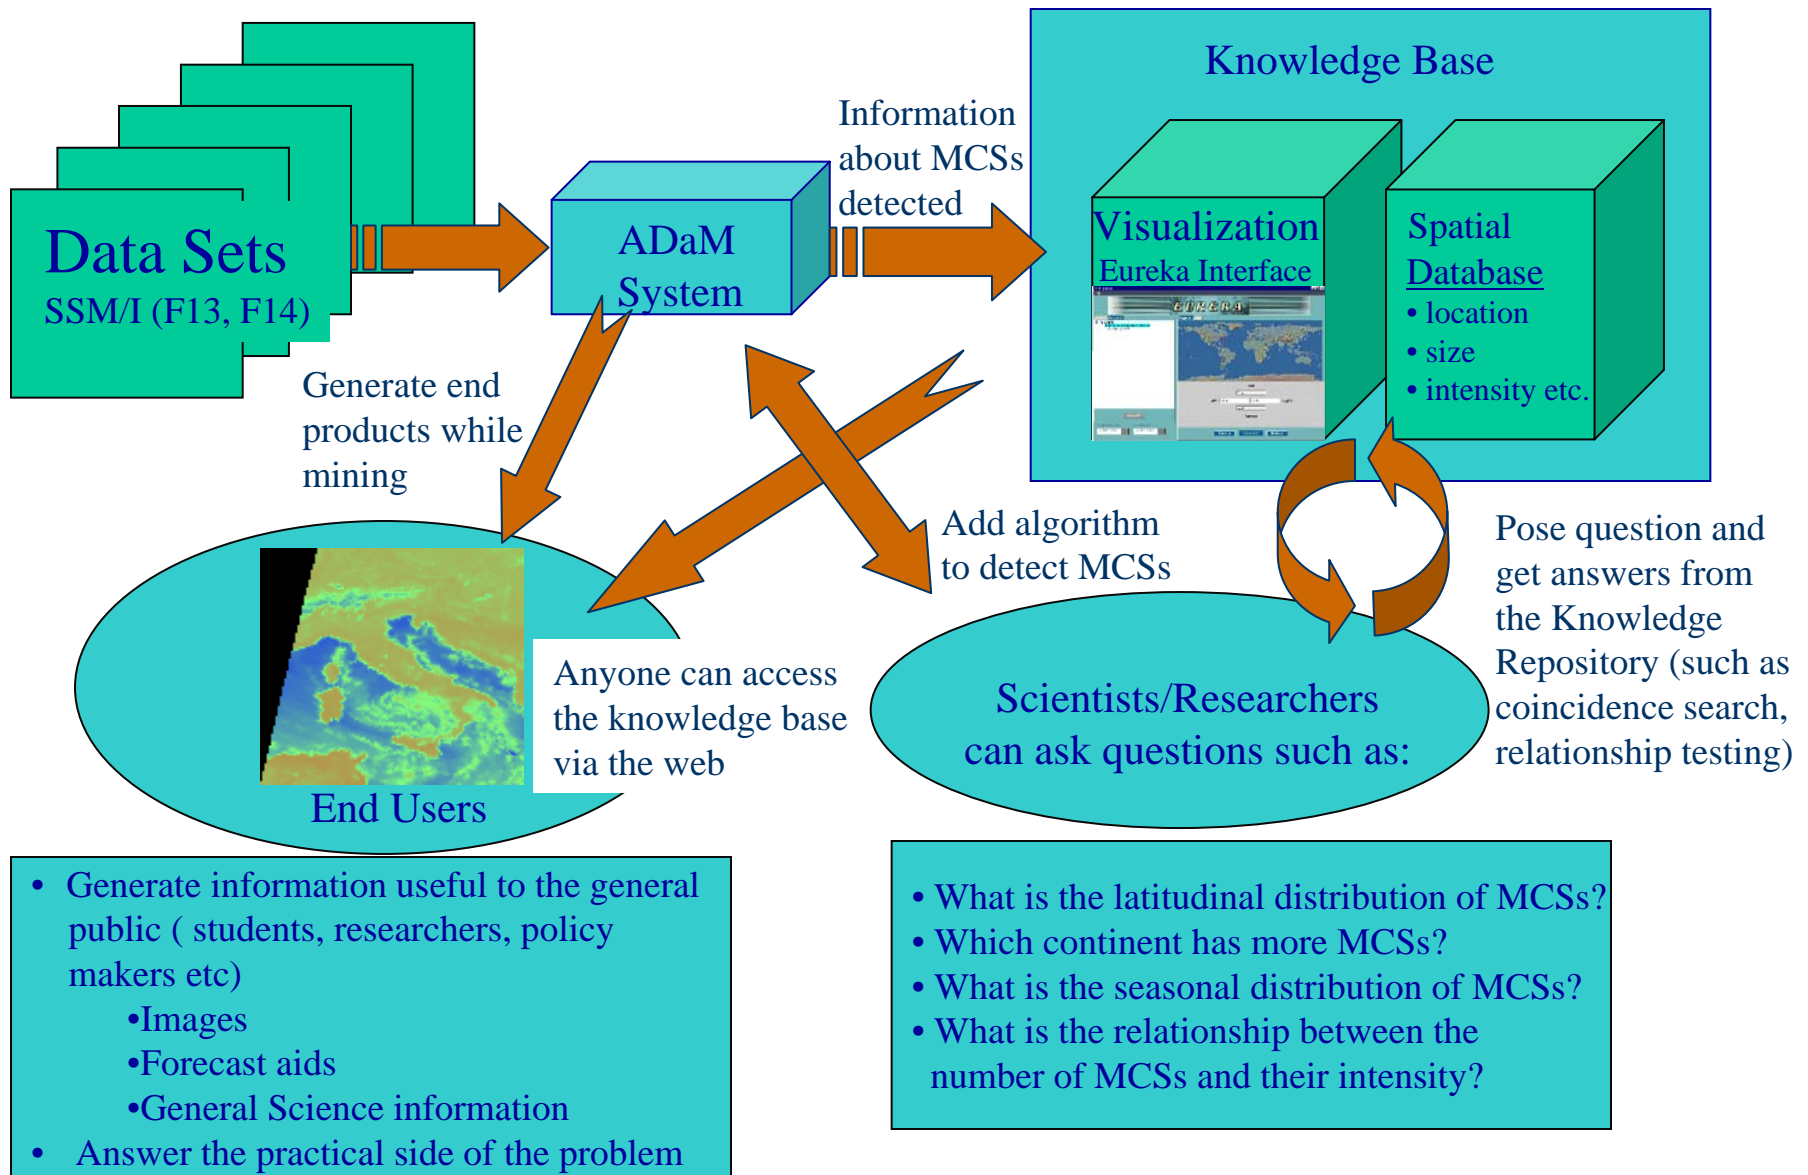 Data Sets
SSM/I (F13, F14)
ADaM
System
Information
about MCSs
detected
Knowledge Base
Visualization
Eureka Interface
EUREKA
Spatial
Database
• location
• size
• intensity etc.
Generate end
products while
mining
Add algorithm
to detect MCSs
Pose question and
get answers from
the Knowledge
Repository (such as
coincidence search,
relationship testing)
Anyone can access
the knowledge base
via the web
End Users
Scientists/Researchers
can ask questions such as:
• Generate information useful to the general
public ( students, researchers, policy
makers etc)
•Images
•Forecast aids
•General Science information
• Answer the practical side of the problem
• What is the latitudinal distribution of MCSs?
• Which continent has more MCSs?
• What is the seasonal distribution of MCSs?
• What is the relationship between the
number of MCSs and their intensity?